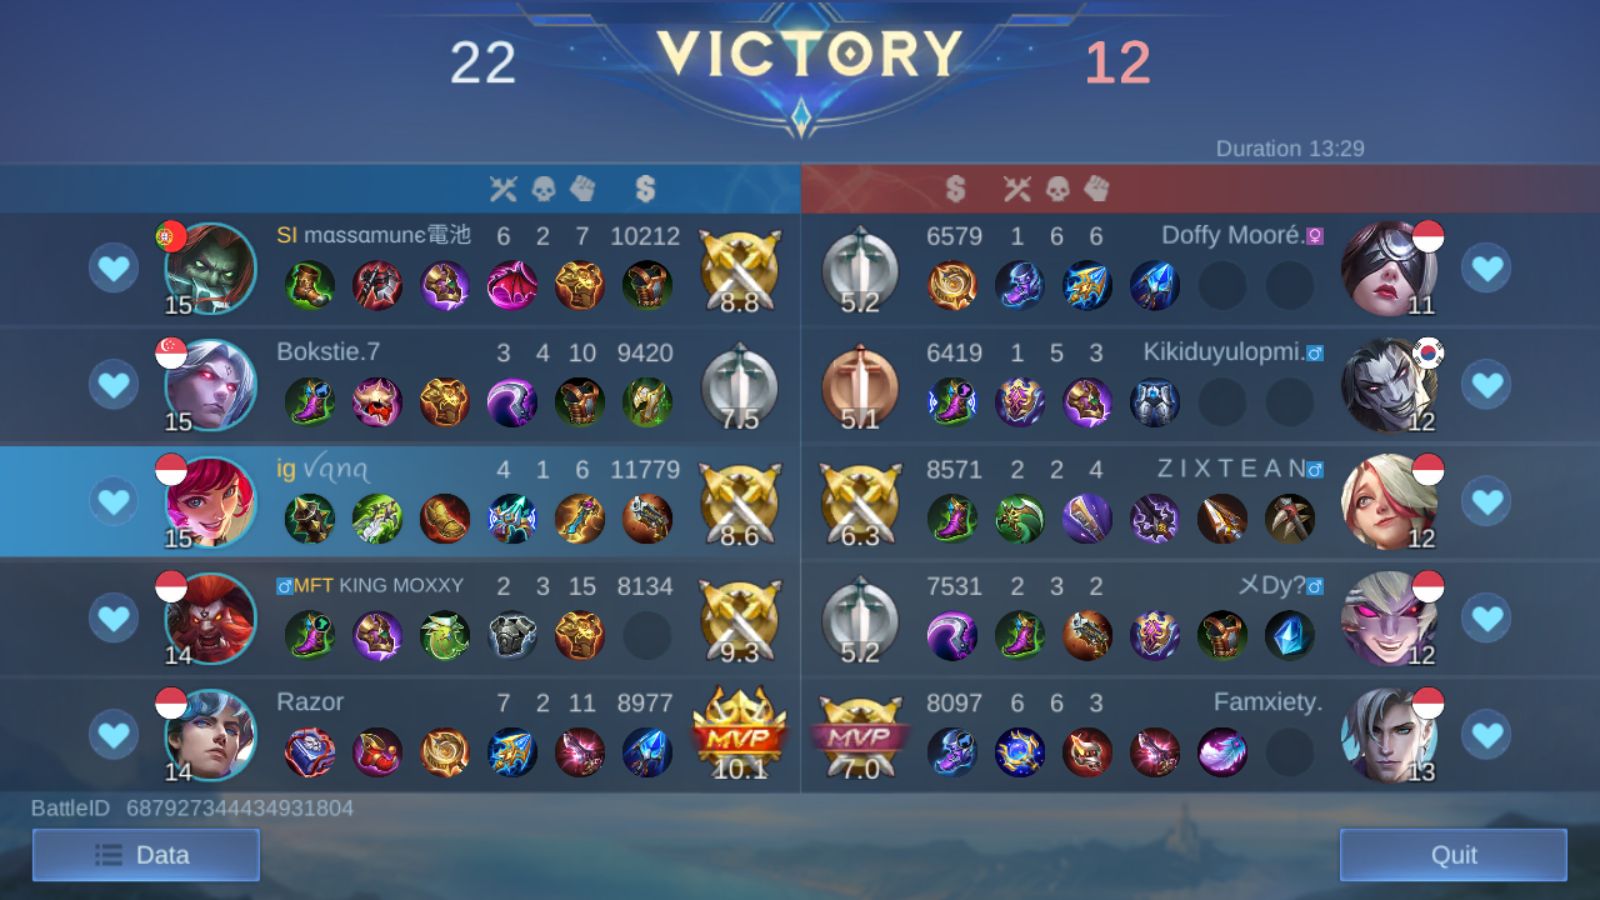 22 VICTORY 12
Duration 13:29
SI massamunє電池 6 2 7 10212
15 8.8
5.2 6579 1 6 6 Doffy Mooré.♀
11
Bokstie.7 3 4 10 9420
15 7.5
5.1 6419 1 5 3 Kikiduyulopmi.♂
12
ig Vana 4 1 6 11779
15 8.6
6.3 8571 2 2 4 Z I X T E A N♂
12
♂MFT KING MOXXY 2 3 15 8134
14 9.3
5.2 7531 2 3 2 メDy?♂
12
Razor 7 2 11 8977
14 MVP 10.1
MVP 7.0 8097 6 6 3 Famxiety.
13
BattleID 687927344434931804
Data
Quit